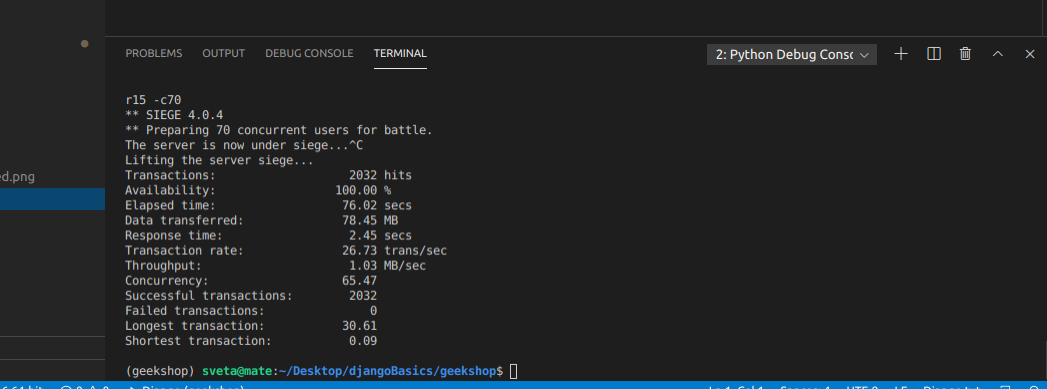 PROBLEMS OUTPUT DEBUG CONSOLE TERMINAL 2: Python Debug Consc
r15 -c70
** SIEGE 4.0.4
** Preparing 70 concurrent users for battle.
The server is now under siege...^C
Lifting the server siege...
Transactions: 2032 hits
Availability: 100.00 %
Elapsed time: 76.02 secs
Data transferred: 78.45 MB
Response time: 2.45 secs
ed.png
Transaction rate: 26.73 trans/sec
Throughput: 1.03 MB/sec
Concurrency: 65.47
Successful transactions: 2032
Failed transactions: 0
Longest transaction: 30.61
Shortest transaction: 0.09
(geekshop) sveta@mate:~/Desktop/djangoBasics/geekshop$